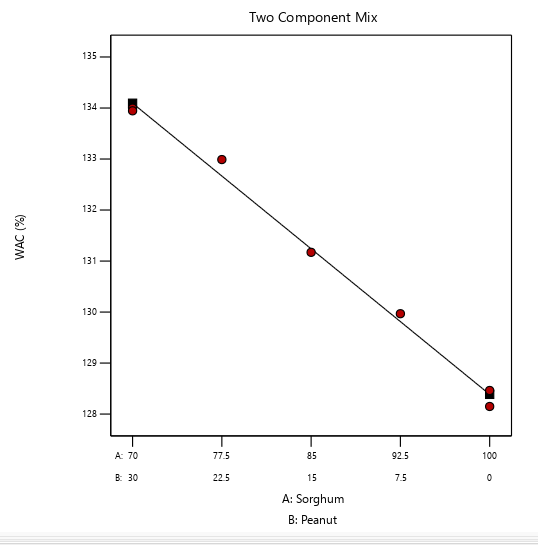 Two Component Mix
135
134
133
132
131
130
129
128
WAC (%)
A: 70 77.5 85 92.5 100
B: 30 22.5 15 7.5 0
A: Sorghum
B: Peanut